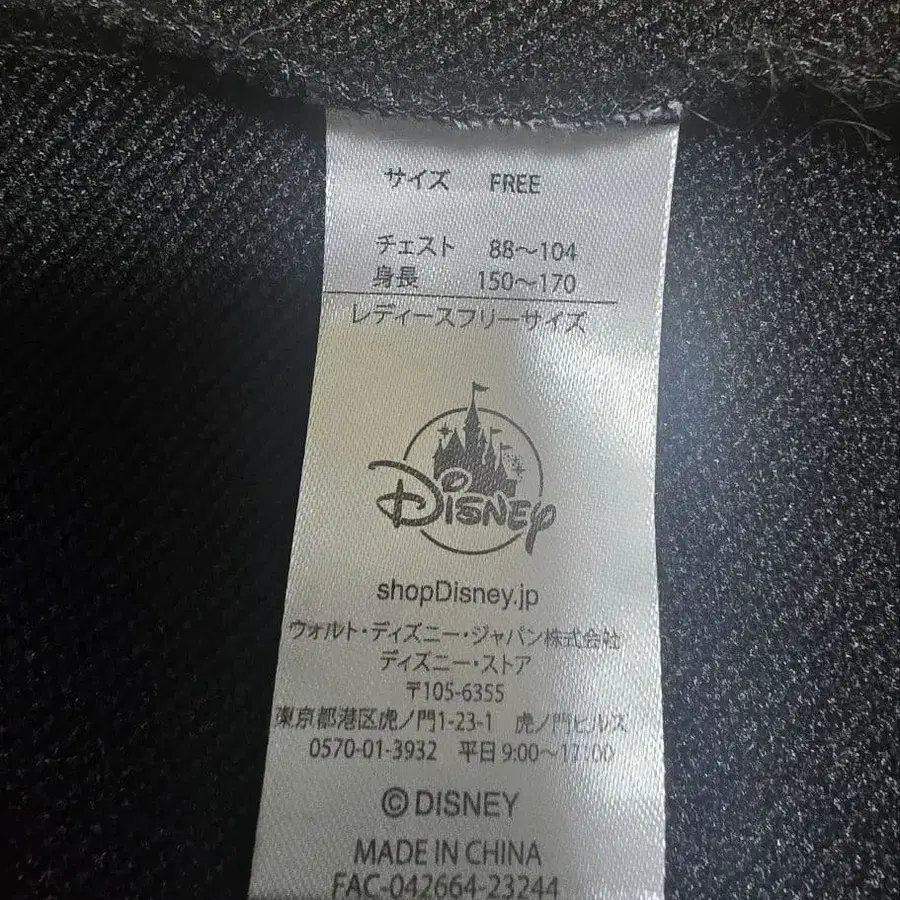 サイズ FREE
チェスト 88～104
身長 150～170
レディースフリーサイズ
Disney
shopDisney.jp
ウォルト・ディズニー・ジャパン株式会社
ディズニー・ストア
〒105-6355
東京都港区虎ノ門1-23-1 虎ノ門ヒルズ
0570-01-3932 平日 9:00～17:00
©DISNEY
MADE IN CHINA
FAC-042664-23244